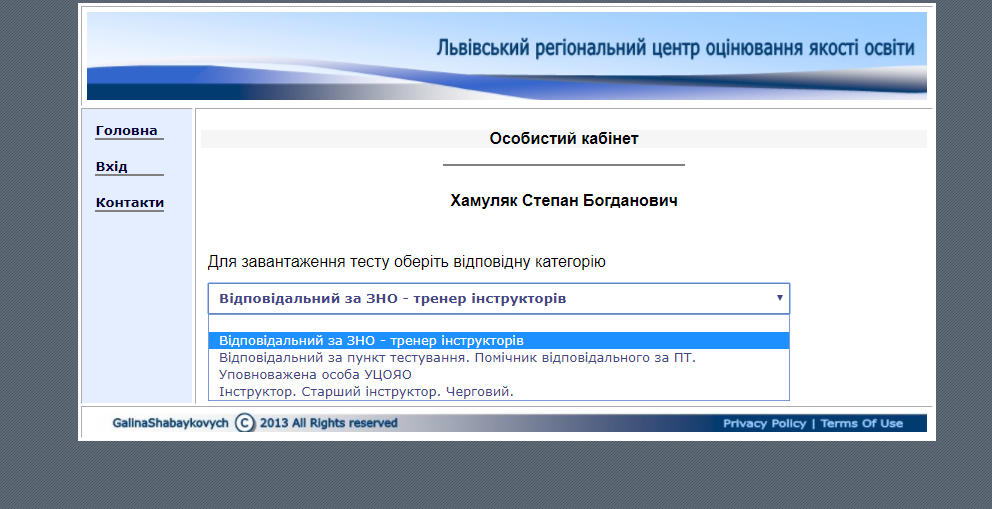 Львівський регіональний центр оцінювання якості освіти
Головна
Вхід
Контакти
Особистий кабінет
Хамуляк Степан Богданович
Для завантаження тесту оберіть відповідну категорію
Відповідальний за ЗНО - тренер інструкторів
Відповідальний за ЗНО - тренер інструкторів
Відповідальний за пункт тестування. Помічник відповідального за ПТ.
Уповноважена особа УЦОЯО
Інструктор. Старший інструктор. Черговий.
GalinaShabaykovych © 2013 All Rights reserved
Privacy Policy | Terms Of Use